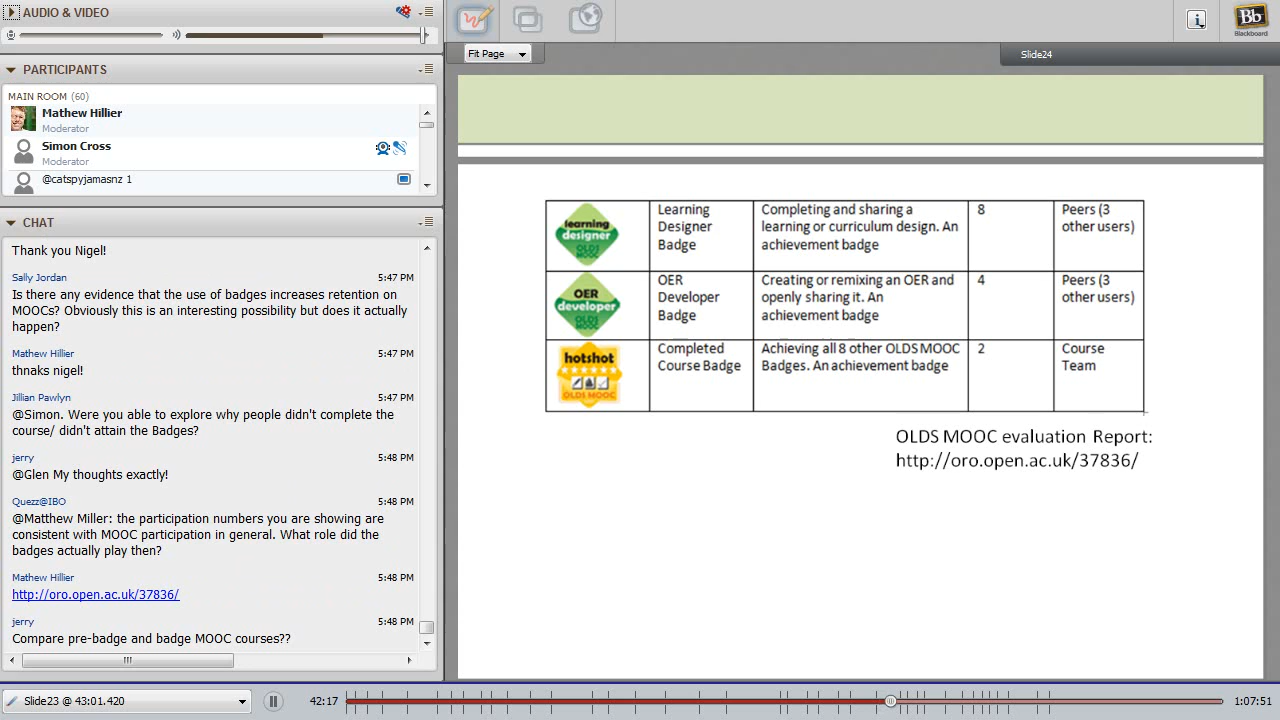 AUDIO & VIDEO
PARTICIPANTS
MAIN ROOM (60)
Mathew Hillier
Moderator
Simon Cross
Moderator
@catspyjamasnz 1
CHAT
Thank you Nigel!
Sally Jordan 5:47 PM
Is there any evidence that the use of badges increases retention on
MOOCs? Obviously this is an interesting possibility but does it actually
happen?
Mathew Hillier 5:47 PM
thnaks nigel!
Jillian Pawlyn 5:47 PM
@Simon. Were you able to explore why people didn't complete the
course/ didn't attain the Badges?
jerry 5:48 PM
@Glen My thoughts exactly!
Quezz@IBO 5:48 PM
@Matthew Miller: the participation numbers you are showing are
consistent with MOOC participation in general. What role did the
badges actually play then?
Mathew Hillier 5:48 PM
http://oro.open.ac.uk/37836/
jerry 5:48 PM
Compare pre-badge and badge MOOC courses??
Slide23 @ 43:01.420
42:17
1:07:51
Fit Page
Slide24
Bb
Blackboard
learning
designer
OLDS
MOOC
Learning
Designer
Badge
Completing and sharing a
learning or curriculum design. An
achievement badge
8
Peers (3
other users)
OER
developer
OLDS
MOOC
OER
Developer
Badge
Creating or remixing an OER and
openly sharing it. An
achievement badge
4
Peers (3
other users)
hotshot
OLDS MOOC
Completed
Course Badge
Achieving all 8 other OLDS MOOC
Badges. An achievement badge
2
Course
Team
OLDS MOOC evaluation Report:
http://oro.open.ac.uk/37836/